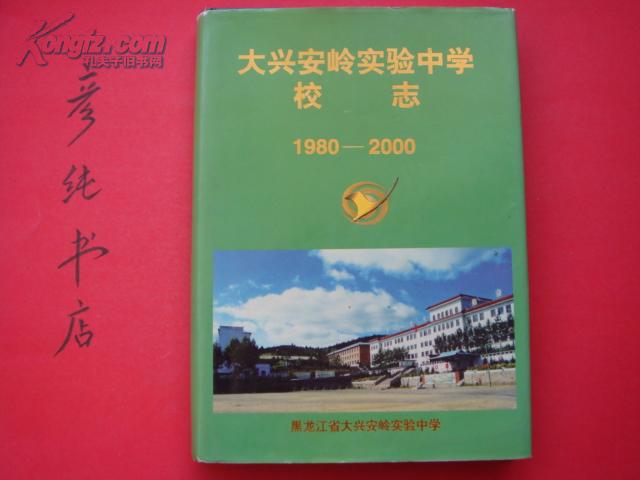 Kongfz.com
孔夫子旧书网
彦纯书店
大兴安岭实验中学
校 志
1980—2000
黑龙江省大兴安岭实验中学